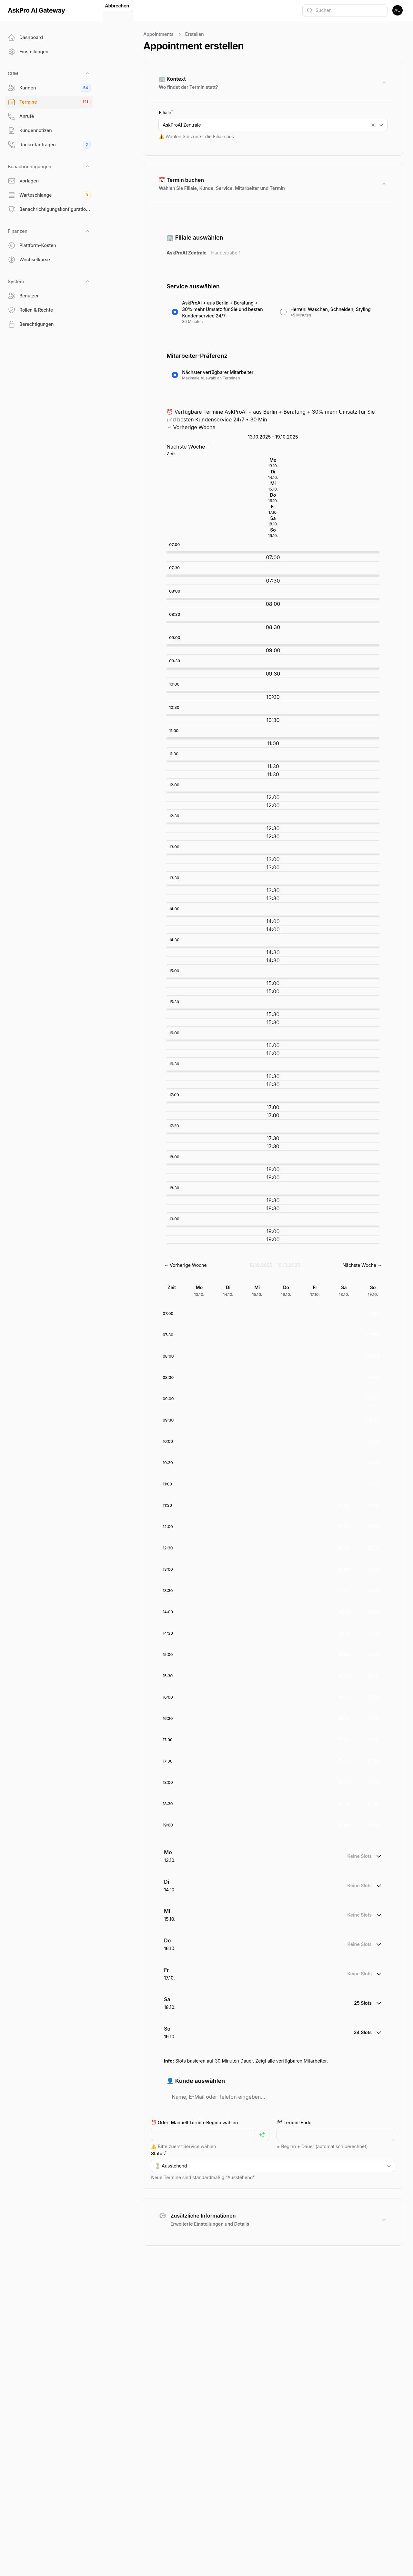 AskPro AI Gateway
Abbrechen
Suchen
AU
Dashboard
Einstellungen
CRM
Kunden
54
Termine
121
Anrufe
Kundennotizen
Rückrufanfragen
2
Benachrichtigungen
Vorlagen
Warteschlange
Benachrichtigungskonfiguratio...
Finanzen
Plattform-Kosten
Wechselkurse
System
Benutzer
Rollen & Rechte
Berechtigungen
Appointments
Erstellen
Appointment erstellen
Kontext
Wo findet der Termin statt?
Filiale*
AskProAI Zentrale
Wählen Sie zuerst die Filiale aus
Termin buchen
Wählen Sie Filiale, Kunde, Service, Mitarbeiter und Termin
Filiale auswählen
AskProAI Zentrale - Hauptstraße 1
Service auswählen
AskProAI + aus Berlin + Beratung +
30% mehr Umsatz für Sie und besten
Kundenservice 24/7
30 Minuten
Herren: Waschen, Schneiden, Styling
45 Minuten
Mitarbeiter-Präferenz
Nächster verfügbarer Mitarbeiter
Maximale Auswahl an Terminen
Verfügbare Termine AskProAI + aus Berlin + Beratung + 30% mehr Umsatz für Sie
und besten Kundenservice 24/7 • 30 Min
← Vorherige Woche
13.10.2025 - 19.10.2025
Nächste Woche →
Zeit
Mo
13.10.
Di
14.10.
Mi
15.10.
Do
16.10.
Fr
17.10.
Sa
18.10.
So
19.10.
07:00
07:00
07:30
07:30
08:00
08:00
08:30
08:30
09:00
09:00
09:30
09:30
10:00
10:00
10:30
10:30
11:00
11:00
11:30
11:30
11:30
12:00
12:00
12:00
12:30
12:30
12:30
13:00
13:00
13:00
13:30
13:30
13:30
14:00
14:00
14:00
14:30
14:30
14:30
15:00
15:00
15:00
15:30
15:30
15:30
16:00
16:00
16:00
16:30
16:30
16:30
17:00
17:00
17:00
17:30
17:30
17:30
18:00
18:00
18:00
18:30
18:30
18:30
19:00
19:00
19:00
← Vorherige Woche
13.10.2025 - 19.10.2025
Nächste Woche →
Zeit Mo Di Mi Do Fr Sa So
13.10. 14.10. 15.10. 16.10. 17.10. 18.10. 19.10.
07:00
07:30
08:00
08:30
09:00
09:30
10:00
10:30
11:00
11:30
12:00
12:30
13:00
13:30
14:00
14:30
15:00
15:30
16:00
16:30
17:00
17:30
18:00
18:30
19:00
Mo
13.10.
Keine Slots
Di
14.10.
Keine Slots
Mi
15.10.
Keine Slots
Do
16.10.
Keine Slots
Fr
17.10.
Keine Slots
Sa
18.10.
25 Slots
So
19.10.
34 Slots
Info: Slots basieren auf 30 Minuten Dauer. Zeigt alle verfügbaren Mitarbeiter.
Kunde auswählen
Name, E-Mail oder Telefon eingeben...
Oder: Manuell Termin-Beginn wählen
Bitte zuerst Service wählen
Termin-Ende
= Beginn + Dauer (automatisch berechnet)
Status*
Ausstehend
Neue Termine sind standardmäßig "Ausstehend"
Zusätzliche Informationen
Erweiterte Einstellungen und Details